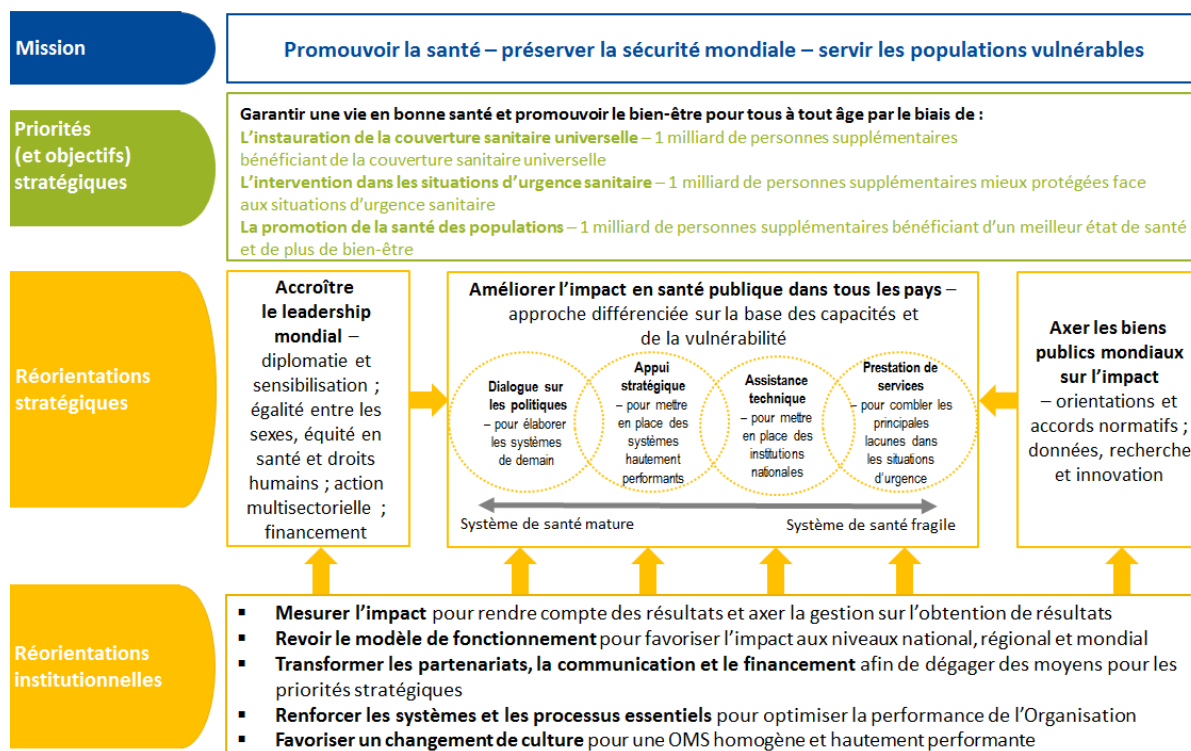 Mission
Promouvoir la santé – préserver la sécurité mondiale – servir les populations vulnérables
Priorités
(et objectifs)
stratégiques
Garantir une vie en bonne santé et promouvoir le bien-être pour tous à tout âge par le biais de :
L’instauration de la couverture sanitaire universelle – 1 milliard de personnes supplémentaires
bénéficiant de la couverture sanitaire universelle
L’intervention dans les situations d’urgence sanitaire – 1 milliard de personnes supplémentaires mieux protégées face
aux situations d’urgence sanitaire
La promotion de la santé des populations – 1 milliard de personnes supplémentaires bénéficiant d’un meilleur état de santé
et de plus de bien-être
Réorientations
stratégiques
Accroître
le leadership
mondial –
diplomatie et
sensibilisation ;
égalité entre les
sexes, équité en
santé et droits
humains ; action
multisectorielle ;
financement
Améliorer l’impact en santé publique dans tous les pays –
approche différenciée sur la base des capacités et
de la vulnérabilité
Dialogue sur
les politiques
– pour élaborer
les systèmes
de demain
Appui
stratégique
– pour mettre
en place des
systèmes
hautement
performants
Assistance
technique
– pour mettre
en place des
institutions
nationales
Prestation de
services
– pour combler les
principales
lacunes dans
les situations
d’urgence
Système de santé mature
Système de santé fragile
Axer les biens
publics mondiaux
sur l’impact
– orientations et
accords normatifs ;
données, recherche
et innovation
Réorientations
institutionnelles
▪ Mesurer l’impact pour rendre compte des résultats et axer la gestion sur l’obtention de résultats
▪ Revoir le modèle de fonctionnement pour favoriser l’impact aux niveaux national, régional et mondial
▪ Transformer les partenariats, la communication et le financement afin de dégager des moyens pour les
priorités stratégiques
▪ Renforcer les systèmes et les processus essentiels pour optimiser la performance de l’Organisation
▪ Favoriser un changement de culture pour une OMS homogène et hautement performante